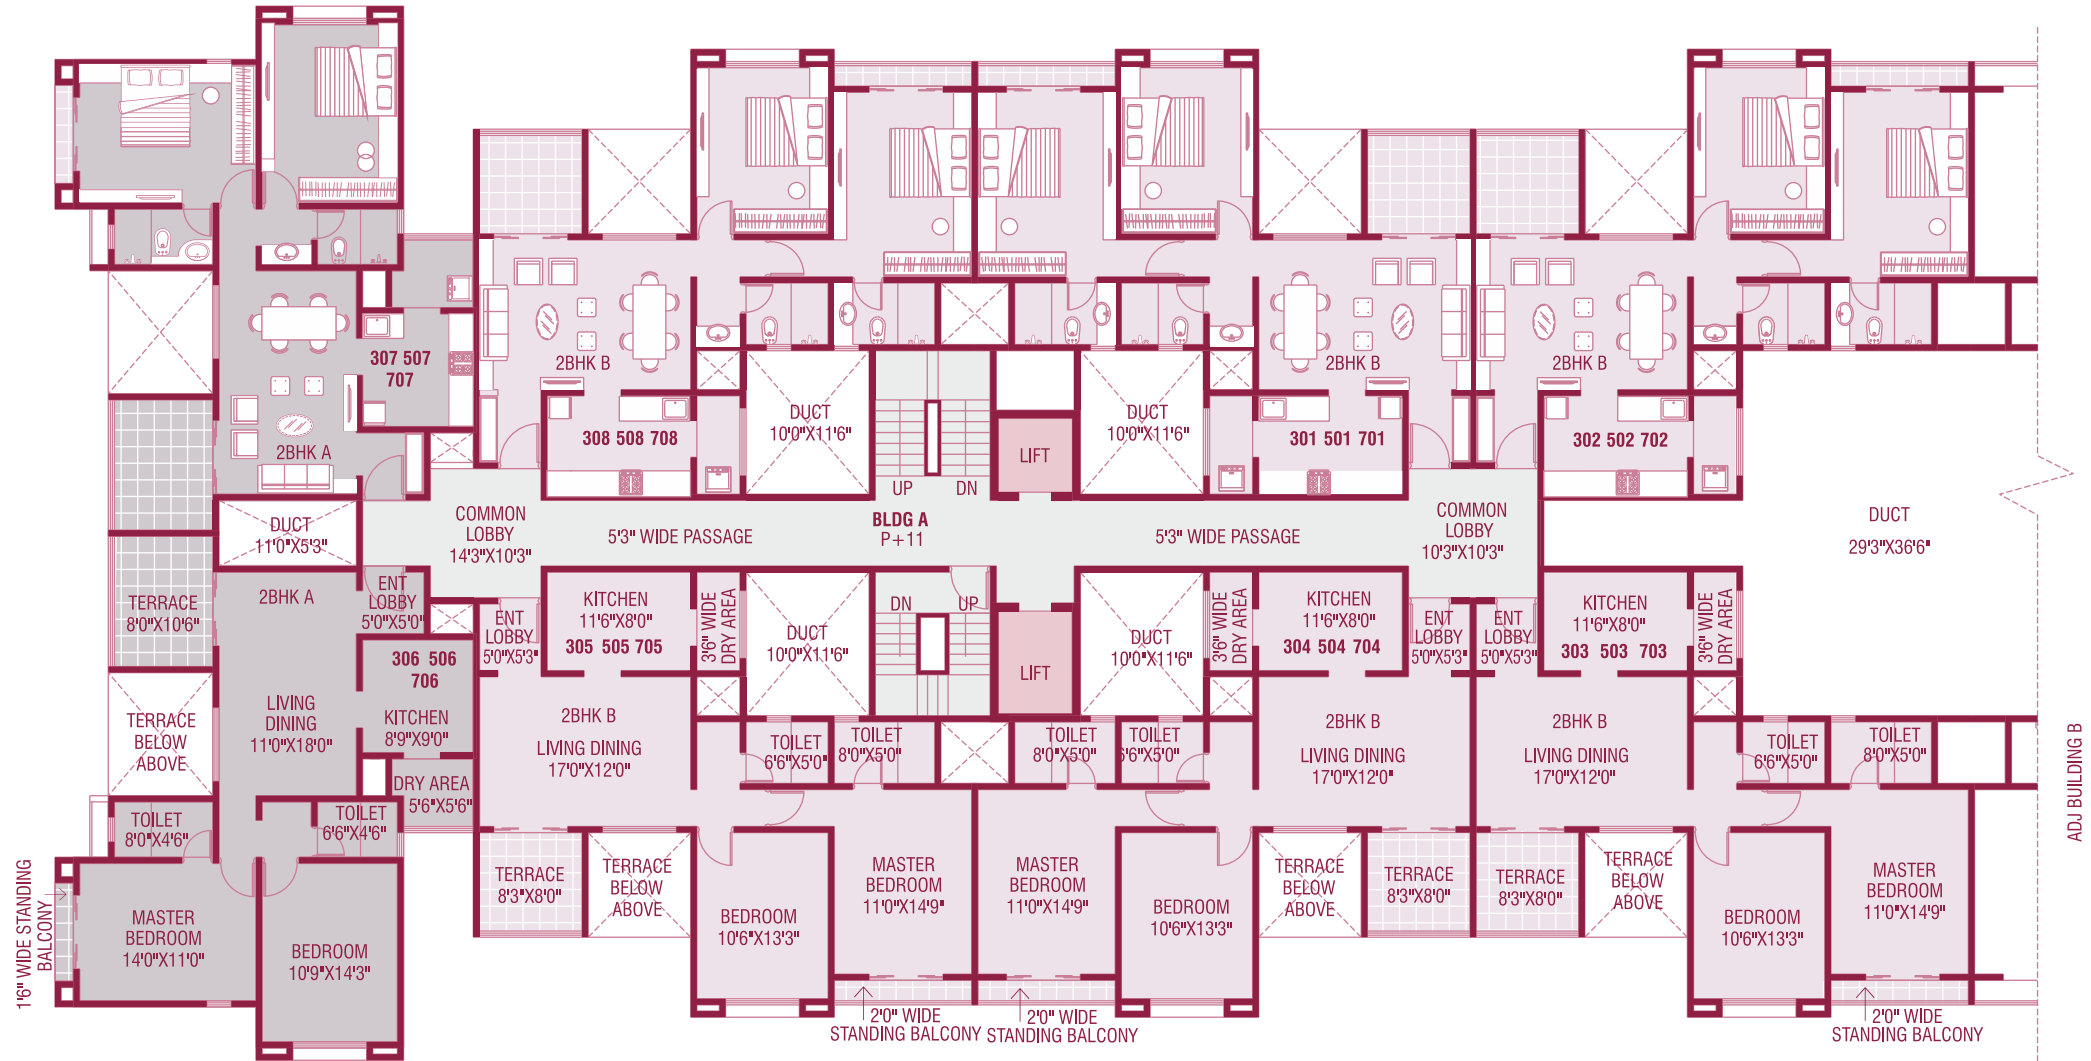 307 507
707
2BHK A
2BHK B
308 508 708
DUCT
10'0"X11'6"
LIFT
DUCT
10'0"X11'6"
2BHK B
301 501 701
2BHK B
302 502 702
UP
DN
DUCT
11'0"X5'3"
COMMON
LOBBY
14'3"X10'3"
5'3" WIDE PASSAGE
BLDG A
P+11
5'3" WIDE PASSAGE
COMMON
LOBBY
10'3"X10'3"
DUCT
29'3"X36'6"
TERRACE
8'0"X10'6"
2BHK A
ENT
LOBBY
5'0"X5'0"
306 506
706
KITCHEN
8'9"X9'0"
LIVING
DINING
11'0"X18'0"
TERRACE
BELOW
ABOVE
DRY AREA
5'6"X5'6"
TOILET
8'0"X4'6"
TOILET
6'6"X4'6"
1'6" WIDE STANDING
BALCONY
MASTER
BEDROOM
14'0"X11'0"
BEDROOM
10'9"X14'3"
ENT
LOBBY
5'0"X5'3"
KITCHEN
11'6"X8'0"
305 505 705
3'6" WIDE
DRY AREA
DUCT
10'0"X11'6"
DN
UP
LIFT
2BHK B
LIVING DINING
17'0"X12'0"
TOILET
6'6"X5'0"
TOILET
8'0"X5'0"
TERRACE
8'3"X8'0"
TERRACE
BELOW
ABOVE
BEDROOM
10'6"X13'3"
MASTER
BEDROOM
11'0"X14'9"
2'0" WIDE
STANDING BALCONY
DUCT
10'0"X11'6"
3'6" WIDE
DRY AREA
KITCHEN
11'6"X8'0"
304 504 704
ENT
LOBBY
5'0"X5'3"
TOILET
8'0"X5'0"
TOILET
6'6"X5'0"
2BHK B
LIVING DINING
17'0"X12'0"
MASTER
BEDROOM
11'0"X14'9"
BEDROOM
10'6"X13'3"
TERRACE
BELOW
ABOVE
TERRACE
8'3"X8'0"
2'0" WIDE
STANDING BALCONY
ENT
LOBBY
5'0"X5'3"
KITCHEN
11'6"X8'0"
303 503 703
3'6" WIDE
DRY AREA
2BHK B
LIVING DINING
17'0"X12'0"
TOILET
6'6"X5'0"
TOILET
8'0"X5'0"
TERRACE
8'3"X8'0"
TERRACE
BELOW
ABOVE
BEDROOM
10'6"X13'3"
MASTER
BEDROOM
11'0"X14'9"
2'0" WIDE
STANDING BALCONY
ADJ BUILDING B